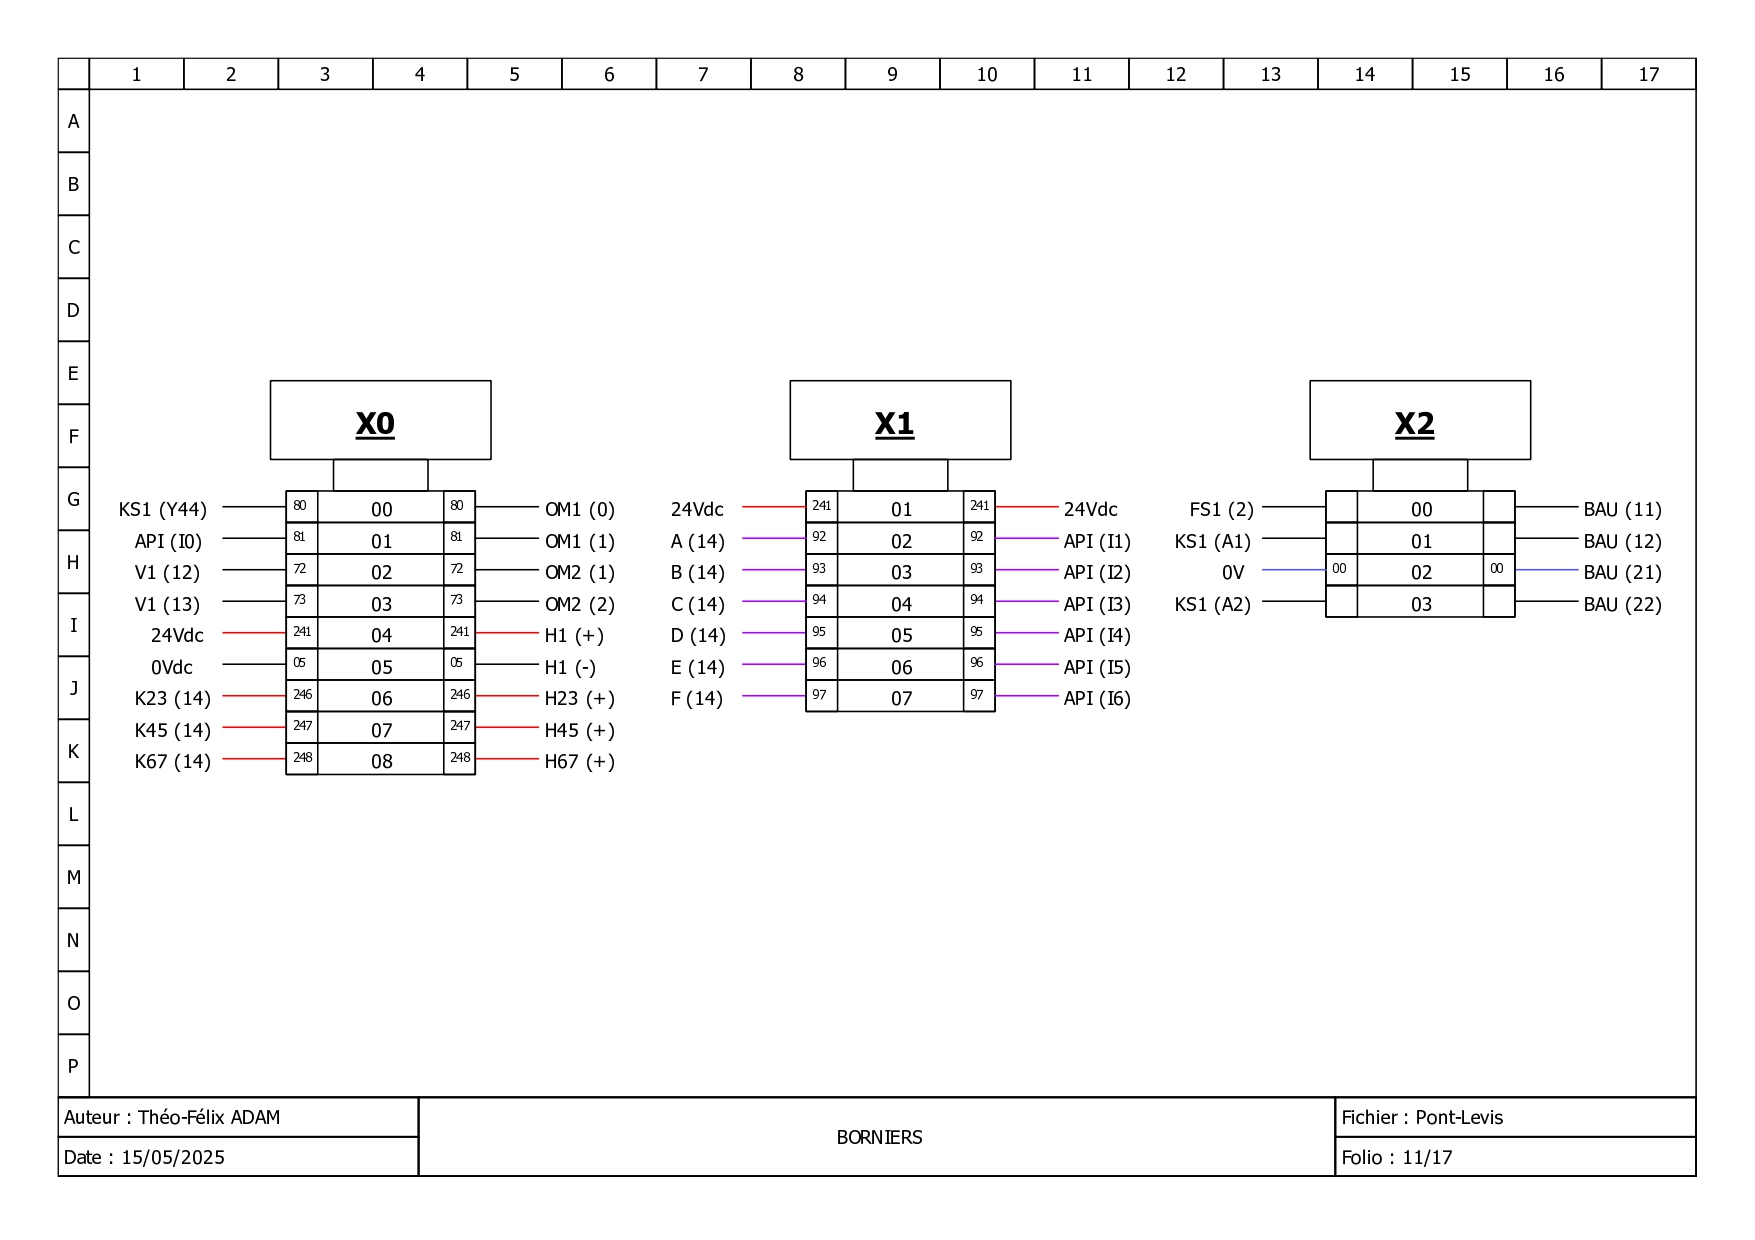 1 2 3 4 5 6 7 8 9 10 11 12 13 14 15 16 17
A
B
C
D
E
F
G
H
I
J
K
L
M
N
O
P
X0
KS1 (Y44) 80 00 80 OM1 (0)
API (I0) 81 01 81 OM1 (1)
V1 (12) 72 02 72 OM2 (1)
V1 (13) 73 03 73 OM2 (2)
24Vdc 241 04 241 H1 (+)
0Vdc 05 05 05 H1 (-)
K23 (14) 246 06 246 H23 (+)
K45 (14) 247 07 247 H45 (+)
K67 (14) 248 08 248 H67 (+)
X1
24Vdc 241 01 241 24Vdc
A (14) 92 02 92 API (I1)
B (14) 93 03 93 API (I2)
C (14) 94 04 94 API (I3)
D (14) 95 05 95 API (I4)
E (14) 96 06 96 API (I5)
F (14) 97 07 97 API (I6)
X2
FS1 (2) 00 BAU (11)
KS1 (A1) 01 BAU (12)
0V 00 02 00 BAU (21)
KS1 (A2) 03 BAU (22)
Auteur : Théo-Félix ADAM
Date : 15/05/2025
BORNIERS
Fichier : Pont-Levis
Folio : 11/17